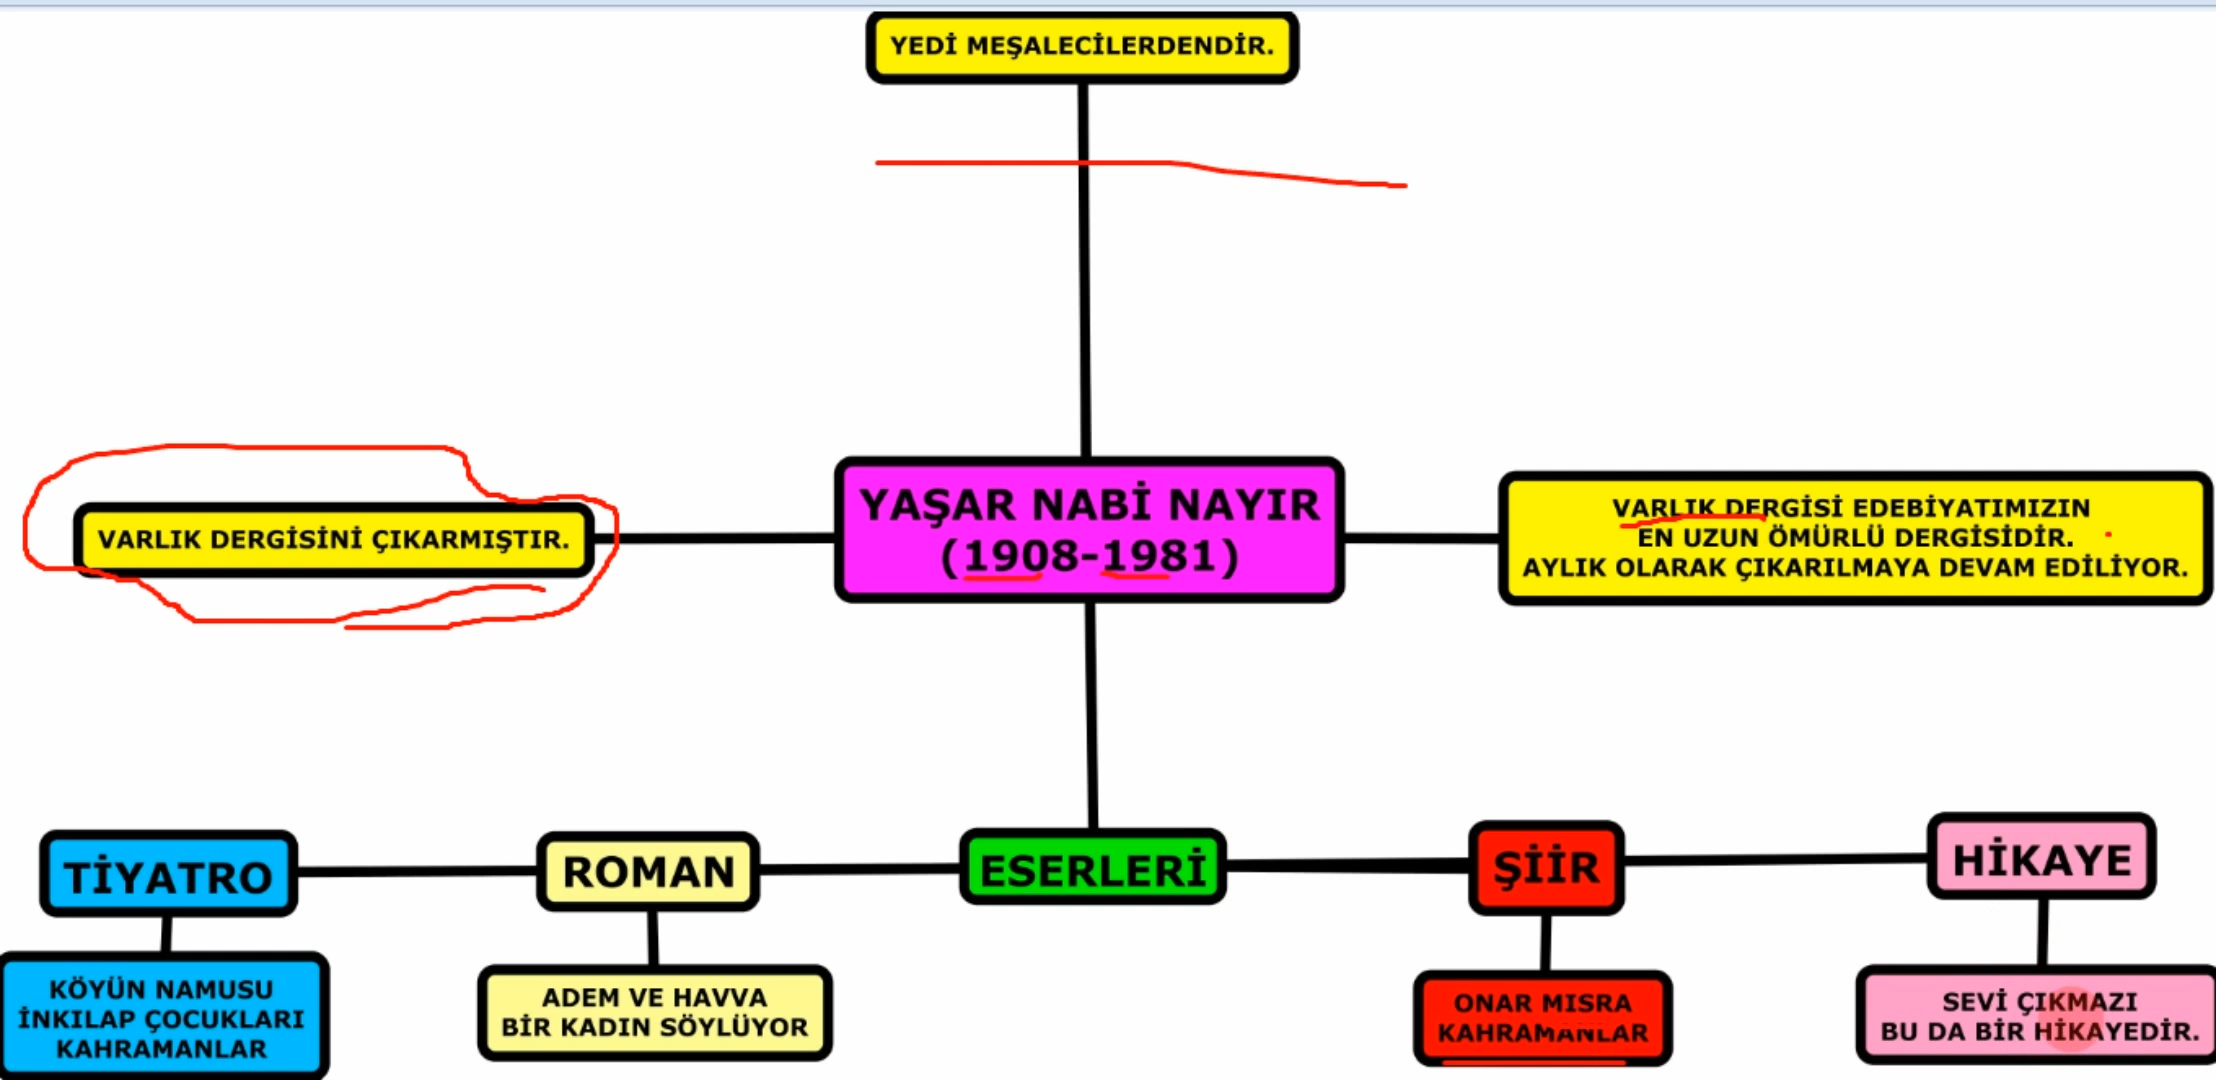 YEDİ MEŞALECİLERDENDİR.
VARLIK DERGİSİNİ ÇIKARMIŞTIR.
YAŞAR NABİ NAYIR
(1908-1981)
VARLIK DERGİSİ EDEBİYATIMIZIN
EN UZUN ÖMÜRLÜ DERGİSİDİR.
AYLIK OLARAK ÇIKARILMAYA DEVAM EDİLİYOR.
TİYATRO
ROMAN
ESERLERİ
ŞİİR
HİKAYE
KÖYÜN NAMUSU
İNKILAP ÇOCUKLARI
KAHRAMANLAR
ADEM VE HAVVA
BİR KADIN SÖYLÜYOR
ONAR MISRA
KAHRAMANLAR
SEVİ ÇIKMAZI
BU DA BİR HİKAYEDİR.